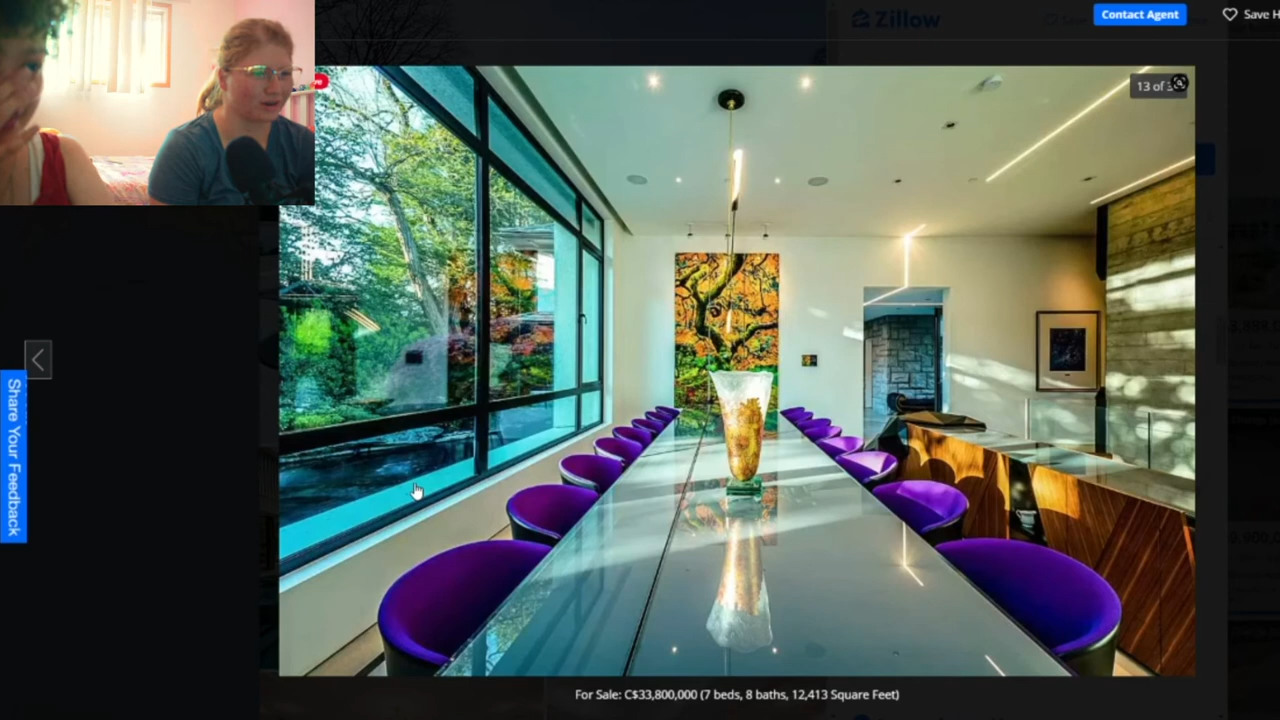 Zillow
Contact Agent
Save H
13 of 3
Share Your Feedback
For Sale: C$33,800,000 (7 beds, 8 baths, 12,413 Square Feet)